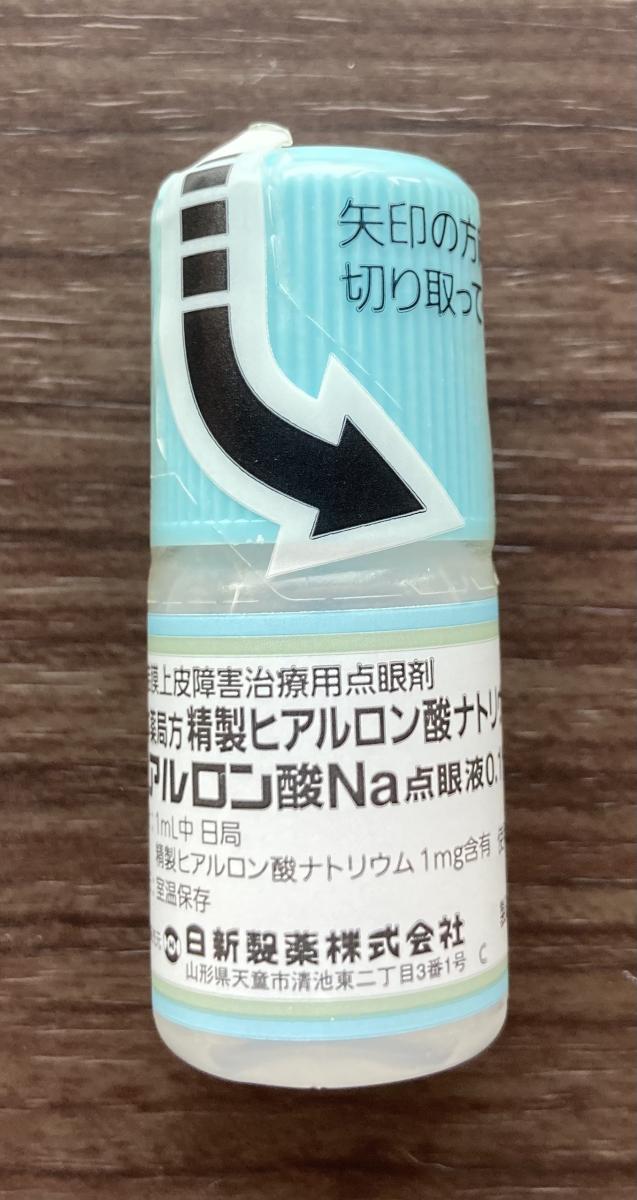 矢印の方
切り取って
膜上皮障害治療用点眼剤
薬局方 精製ヒアルロン酸ナトリウ
アルロン酸Na点眼液0.1
1mL中 日局
精製ヒアルロン酸ナトリウム 1mg含有
室温保存
日新製薬株式会社
山形県天童市清池東二丁目3番1号 C